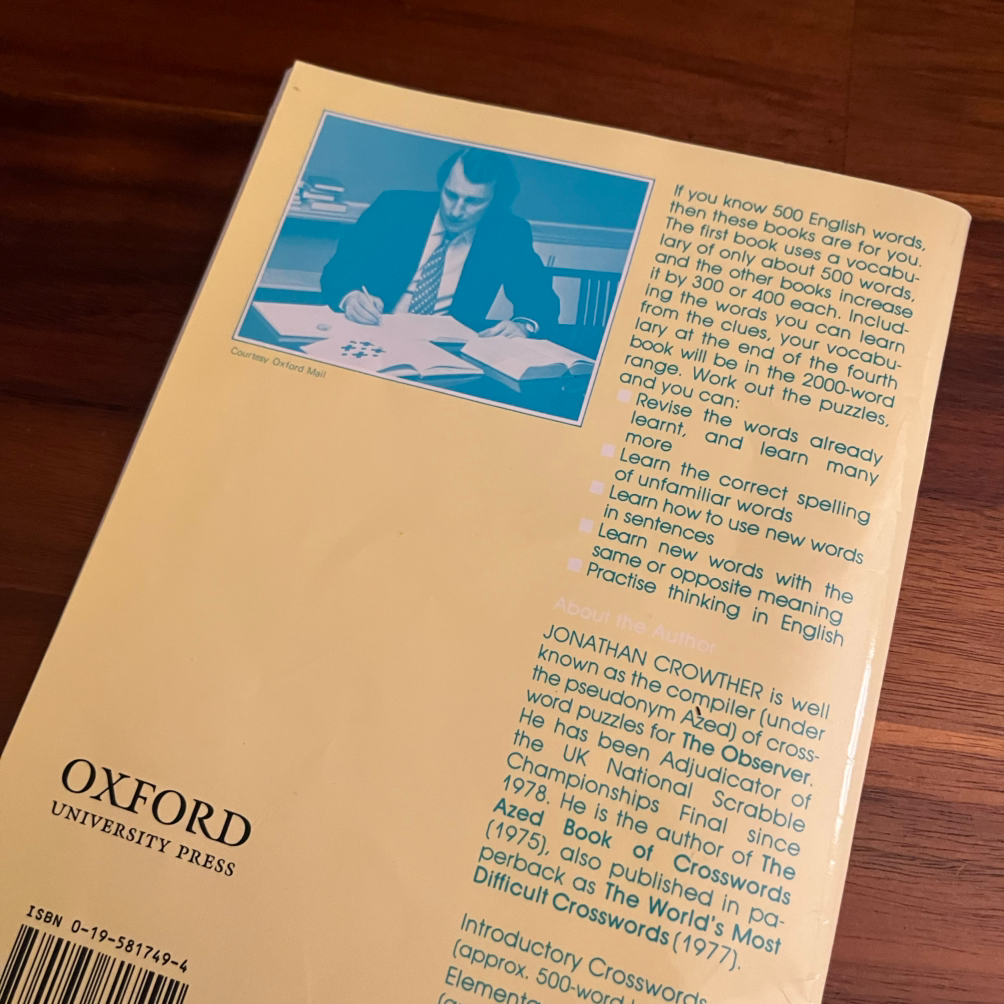 If you know 500 English words,
then these books are for you.
The first book uses a vocabu-
lary of only about 500 words,
and the other books increase
it by 300 or 400 each. Includ-
ing the words you can learn
from the clues, your vocabu-
lary at the end of the fourth
book will be in the 2000-word
range. Work out the puzzles,
and you can:
Revise the words already
learnt, and learn many
more
Learn the correct spelling
of unfamiliar words
Learn how to use new words
in sentences
Learn new words with the
same or opposite meaning
Practise thinking in English
Courtesy Oxford Mail
About the Author
JONATHAN CROWTHER is well
known as the compiler (under
the pseudonym Azed) of cross-
word puzzles for The Observer.
He has been Adjudicator of
the UK National Scrabble
Championships Final since
1978. He is the author of The
Azed Book of Crosswords
(1975), also published in pa-
perback as The World's Most
Difficult Crosswords (1977).
Introductory Crosswords
(approx. 500-word
OXFORD
UNIVERSITY PRESS
ISBN 0-19-581749-4